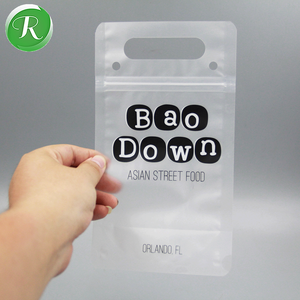 R
Bao
Down
ASIAN STREET FOOD
ORLANDO, FL